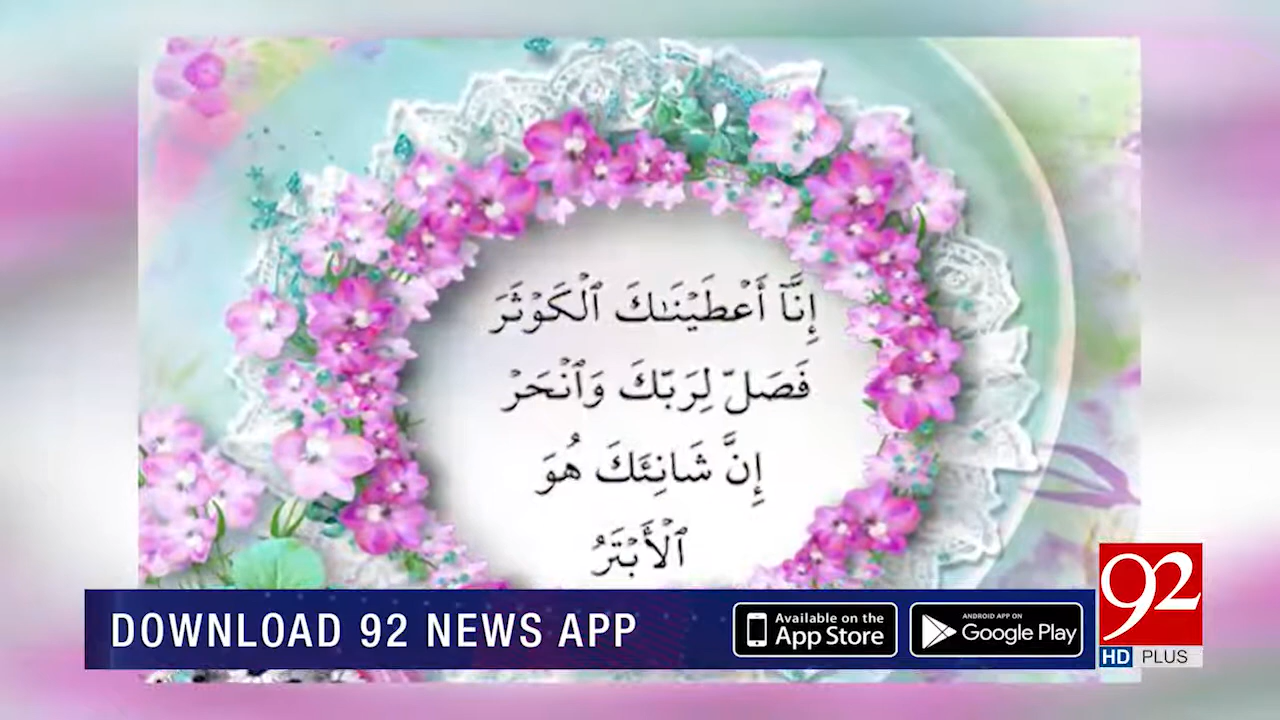 إِنَّآ أَعۡطَيۡنَـٰكَ ٱلۡكَوۡثَرَ
فَصَلِّ لِرَبِّكَ وَٱنۡحَرۡ
إِنَّ شَانِئَكَ هُوَ
ٱلۡأَبۡتَرُ
DOWNLOAD 92 NEWS APP
Available on the
App Store
ANDROID APP ON
Google Play
92
HD PLUS